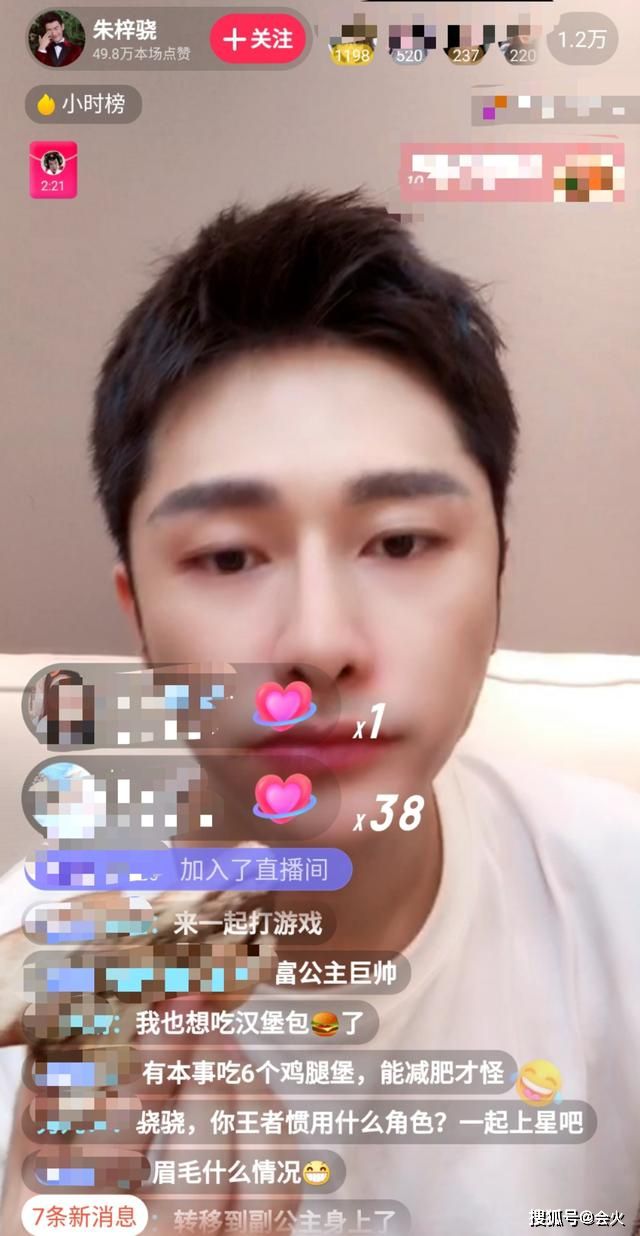 朱梓骁
49.8万本场点赞
关注
1198
520
237
220
1.2万
小时榜
2:21
x1
x38
加入了直播间
来一起打游戏
富公主巨帅
我也想吃汉堡包🍔了
有本事吃6个鸡腿堡，能减肥才怪😂
骁骁，你王者惯用什么角色？一起上星吧
眉毛什么情况😁
7条新消息
转移到副公主身上了
搜狐号@会火